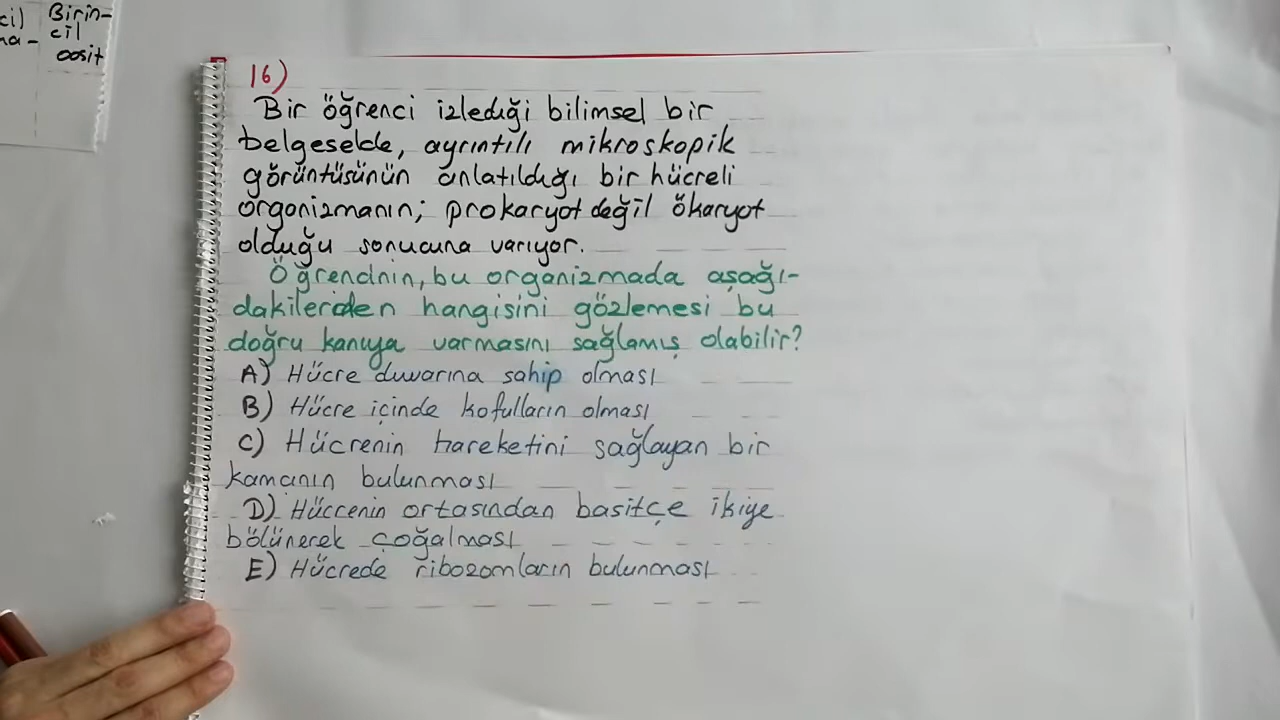 ci)
ma-
Birin-
cil
oosit
16)
Bir öğrenci izlediği bilimsel bir
belgeselde, ayrıntılı mikroskopik
görüntüsünün anlatıldığı bir hücreli
organizmanın; prokaryot değil ökaryot
olduğu sonucuna varıyor.
Öğrencinin, bu organizmada aşağı-
dakilerden hangisini gözlemesi bu
doğru kanıya varmasını sağlamış olabilir?
A) Hücre duvarına sahip olması
B) Hücre içinde kofulların olması
C) Hücrenin hareketini sağlayan bir
kamçının bulunması
D) Hücrenin ortasından basitçe ikiye
bölünerek çoğalması
E) Hücrede ribozomların bulunması